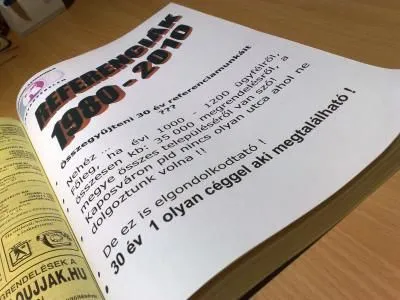 REFERENCIÁK
1980 - 2010
Összegyűjteni 30 év referenciamunkáit
???
Nehéz ...
Főleg, ha évi 1000 - 1200 ügyfélről,
összesen kb: 35 000 megrendelésről, a
megye összes településéről van szó!
Kaposváron pld nincs olyan utca ahol ne
dolgoztunk volna !!
De ez is elgondolkodtató !
30 év 1 olyan céggel aki megtalálható !
OUJJAK.HU